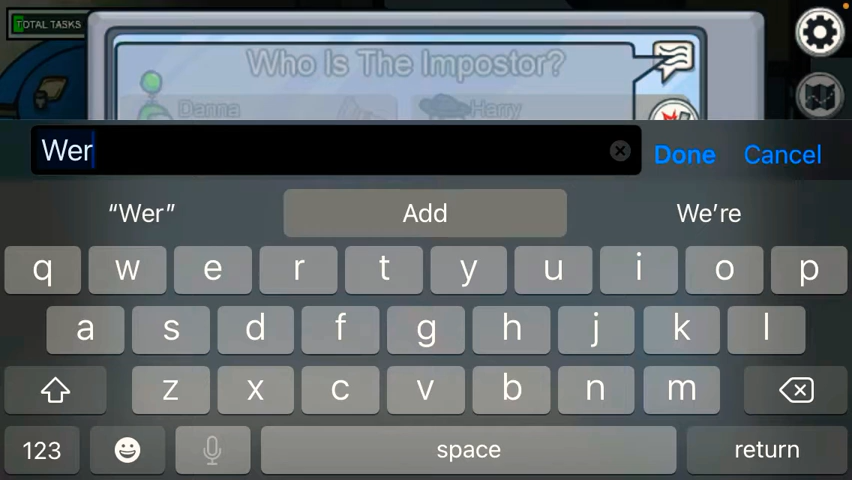 TOTAL TASKS
Who Is The Impostor?
Danna
Harry
Wer
Done
Cancel
“Wer”
Add
We’re
q w e r t y u i o p
a s d f g h j k l
z x c v b n m
123
space
return